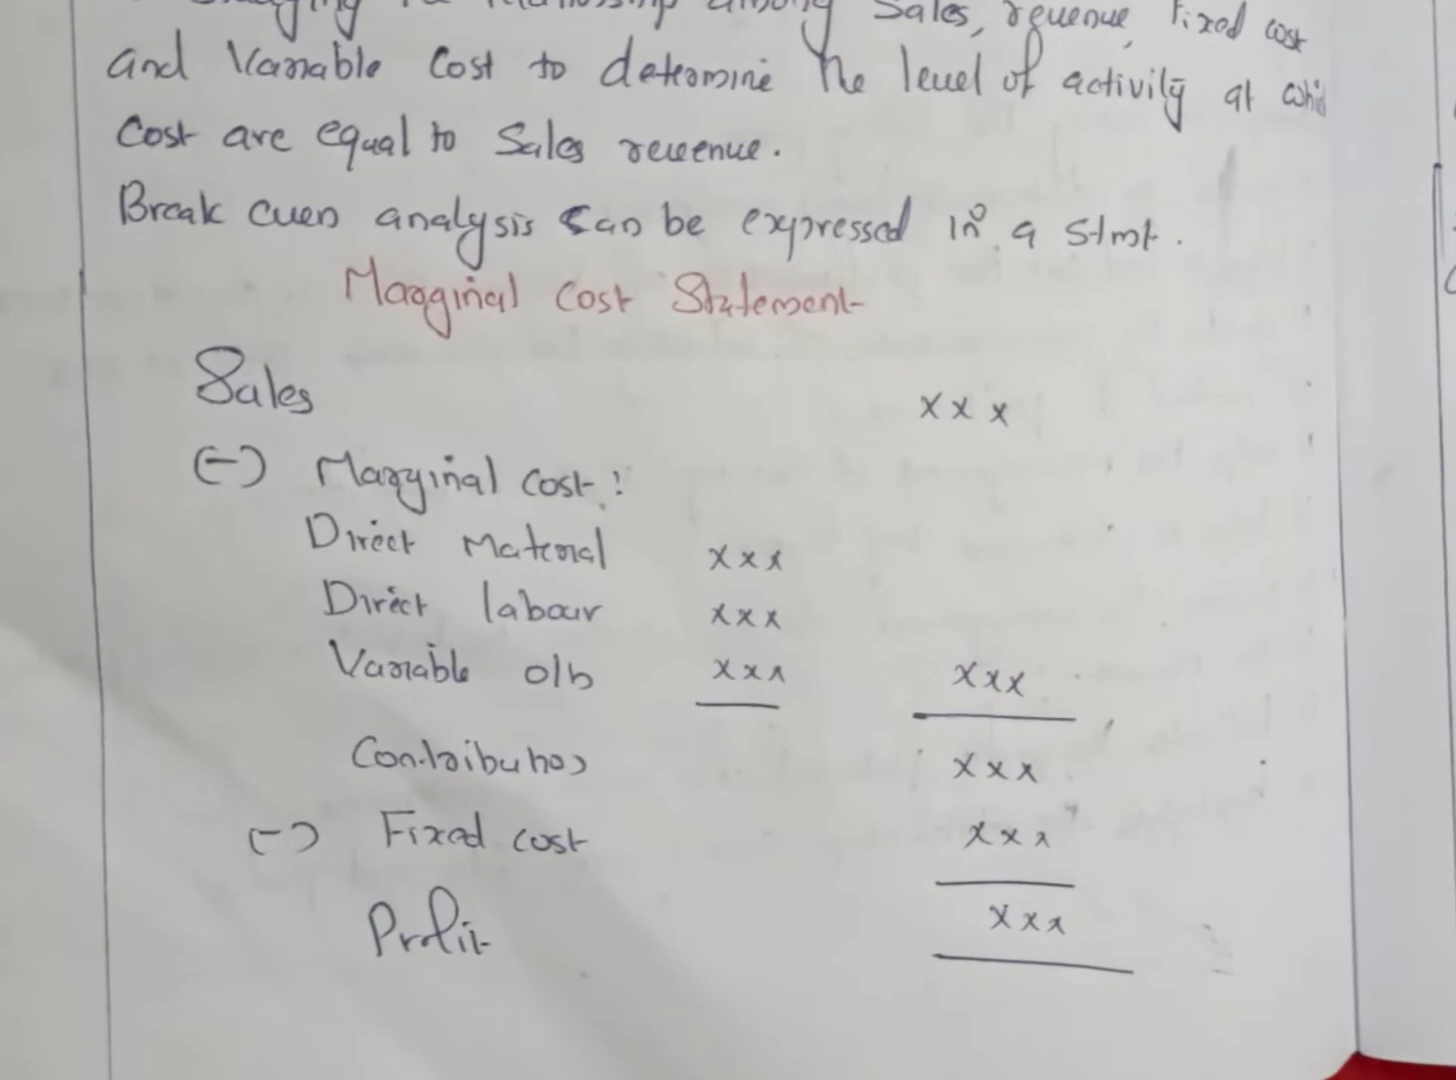 Sales, revenue, Fixed cost
and Variable Cost to determine the level of activity at which
Cost are equal to Sales revenue.
Break even analysis can be expressed in a stmt.
Marginal Cost Statement
Sales xxx
(-) Marginal cost:
Direct Material xxx
Direct labour xxx
Variable o/h xxx xxx
Contribution xxx
(-) Fixed cost xxx
Profit xxx